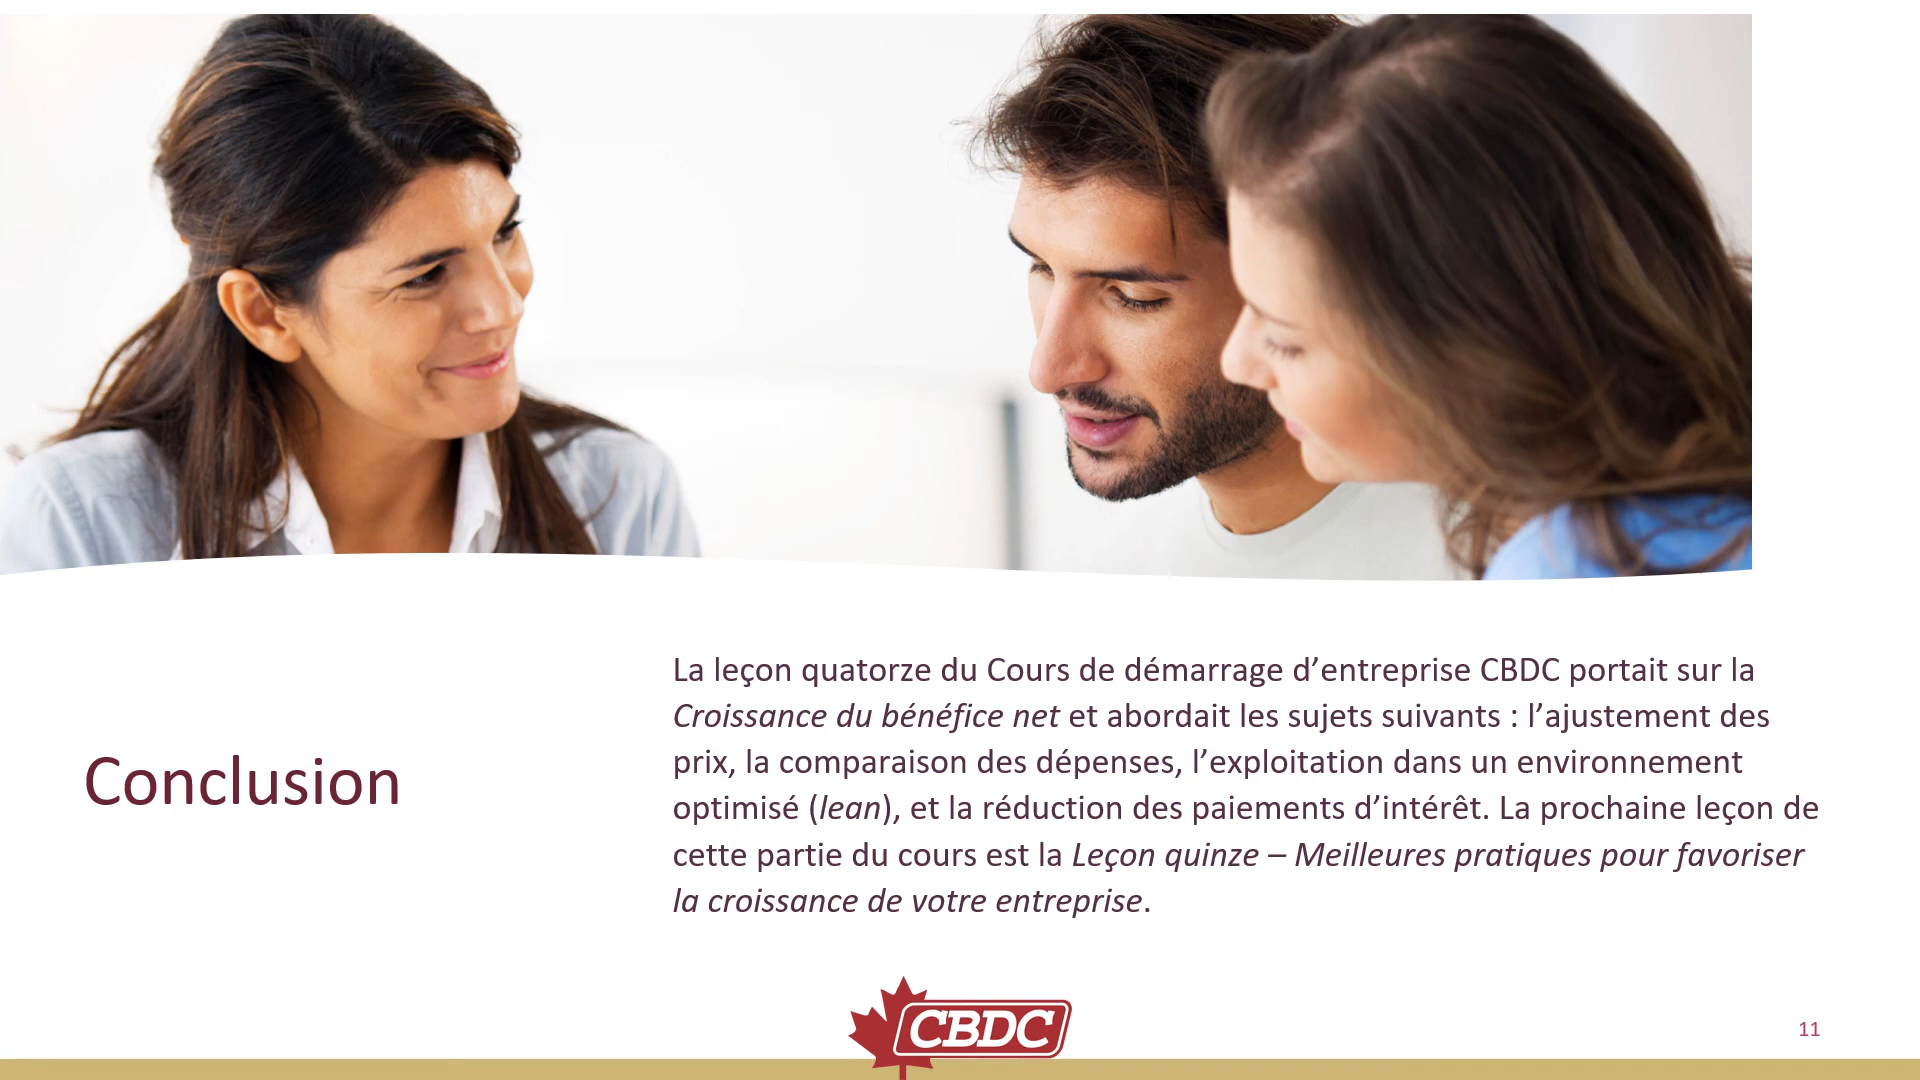 Conclusion
La leçon quatorze du Cours de démarrage d’entreprise CBDC portait sur la
Croissance du bénéfice net et abordait les sujets suivants : l’ajustement des
prix, la comparaison des dépenses, l’exploitation dans un environnement
optimisé (lean), et la réduction des paiements d’intérêt. La prochaine leçon de
cette partie du cours est la Leçon quinze – Meilleures pratiques pour favoriser
la croissance de votre entreprise.
CBDC
11